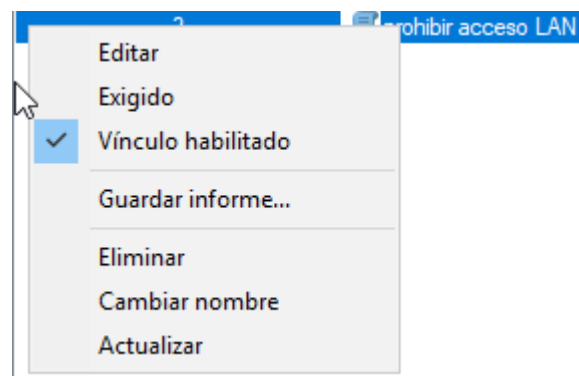 prohibir acceso LAN
Editar
Exigido
Vínculo habilitado
Guardar informe...
Eliminar
Cambiar nombre
Actualizar